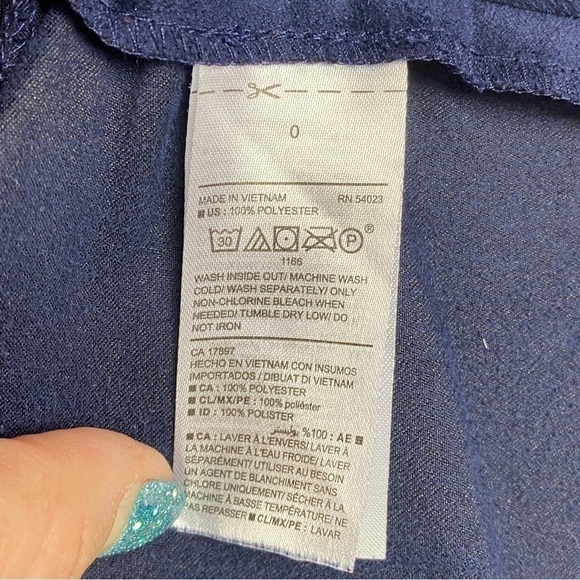 0
MADE IN VIETNAM RN 54023
US : 100% POLYESTER
30 P ®
1166
WASH INSIDE OUT/ MACHINE WASH
COLD/ WASH SEPARATELY/ ONLY
NON-CHLORINE BLEACH WHEN
NEEDED/ TUMBLE DRY LOW/ DO
NOT IRON
CA 17897
HECHO EN VIETNAM CON INSUMOS
IMPORTADOS / DIBUAT DI VIETNAM
CA : 100% POLYESTER
CL/MX/PE : 100% poliéster
ID : 100% POLISTER
AE : 100% بوليستر
CA : LAVER À L'ENVERS/ LAVER À
LA MACHINE À L'EAU FROIDE/ LAVER
SÉPARÉMENT/ UTILISER AU BESOIN
UN AGENT DE BLANCHIMENT SANS
CHLORE UNIQUEMENT/ SÉCHER À LA
MACHINE À BASSE TEMPÉRATURE/ NE
PAS REPASSER CL/MX/PE : LAVAR